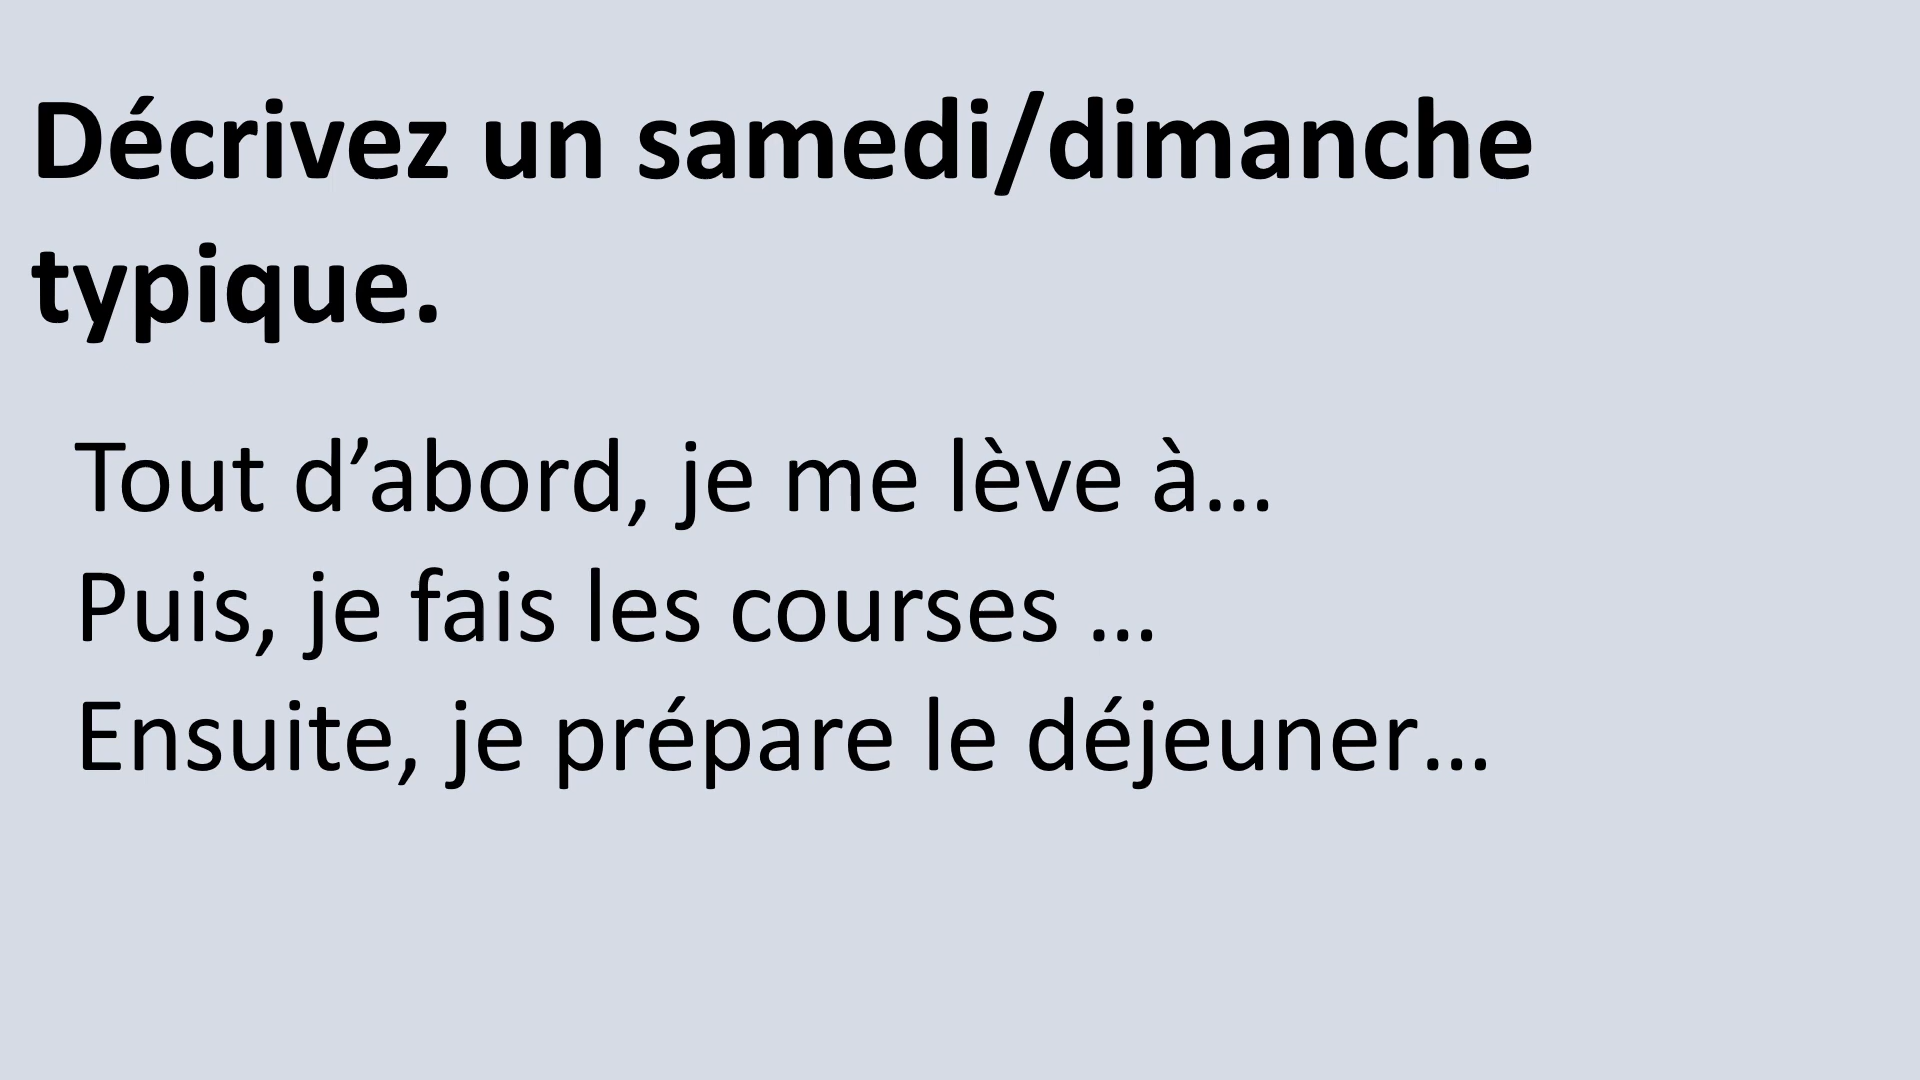 Décrivez un samedi/dimanche
typique.
Tout d’abord, je me lève à…
Puis, je fais les courses …
Ensuite, je prépare le déjeuner…